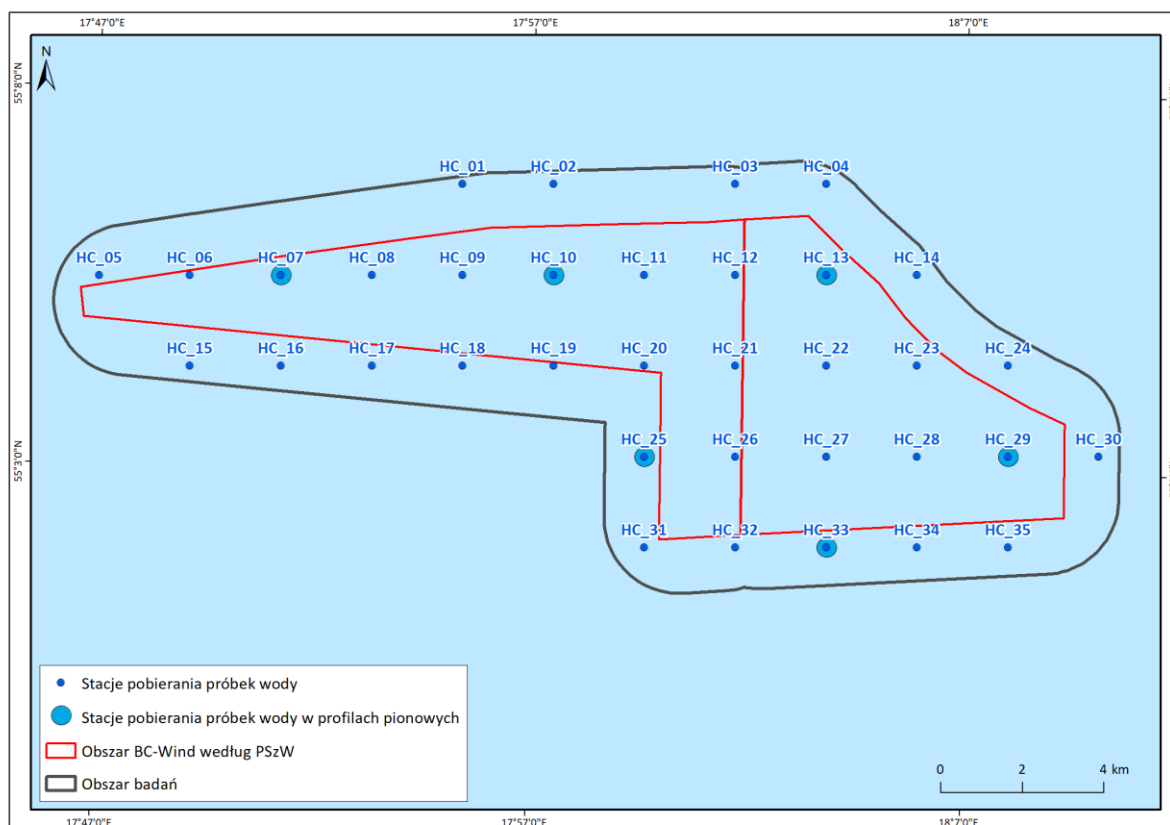 17°47'0"E 17°57'0"E 18°7'0"E
N
55°8'0"N
HC_01 HC_02 HC_03 HC_04
HC_05 HC_06 HC_07 HC_08 HC_09 HC_10 HC_11 HC_12 HC_13 HC_14
HC_15 HC_16 HC_17 HC_18 HC_19 HC_20 HC_21 HC_22 HC_23 HC_24
55°3'0"N
HC_25 HC_26 HC_27 HC_28 HC_29 HC_30
HC_31 HC_32 HC_33 HC_34 HC_35
Stacje pobierania próbek wody
Stacje pobierania próbek wody w profilach pionowych
Obszar BC-Wind według PSzW
Obszar badań
0 2 4 km
17°47'0"E 17°57'0"E 18°7'0"E